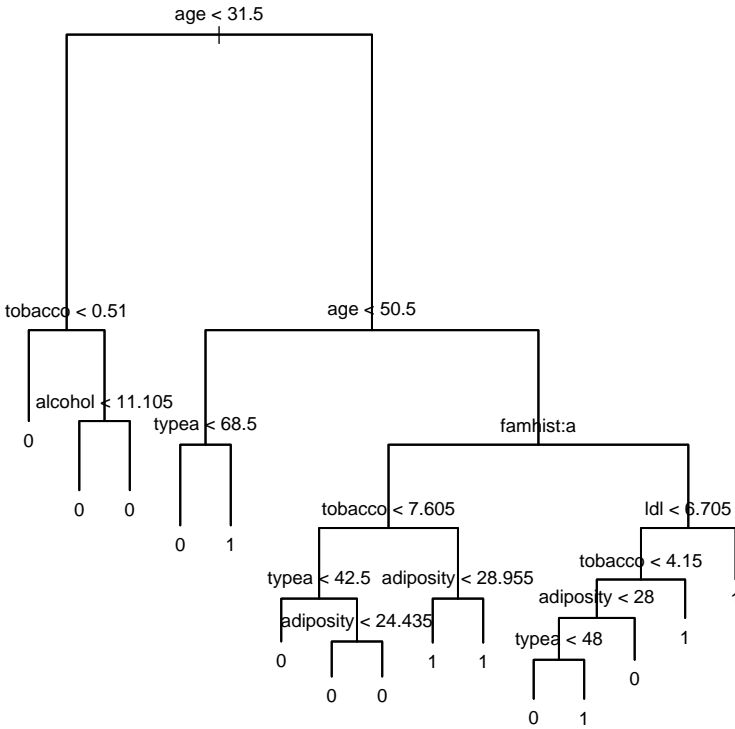 age < 31.5
tobacco < 0.51
age < 50.5
alcohol < 11.105
typea < 68.5
famhist:a
0
0
0
0
1
tobacco < 7.605
ldl < 6.705
typea < 42.5
adiposity < 28.955
tobacco < 4.15
adiposity < 28
adiposity < 24.435
typea < 48
0
1
1
1
0
0
0
0
1